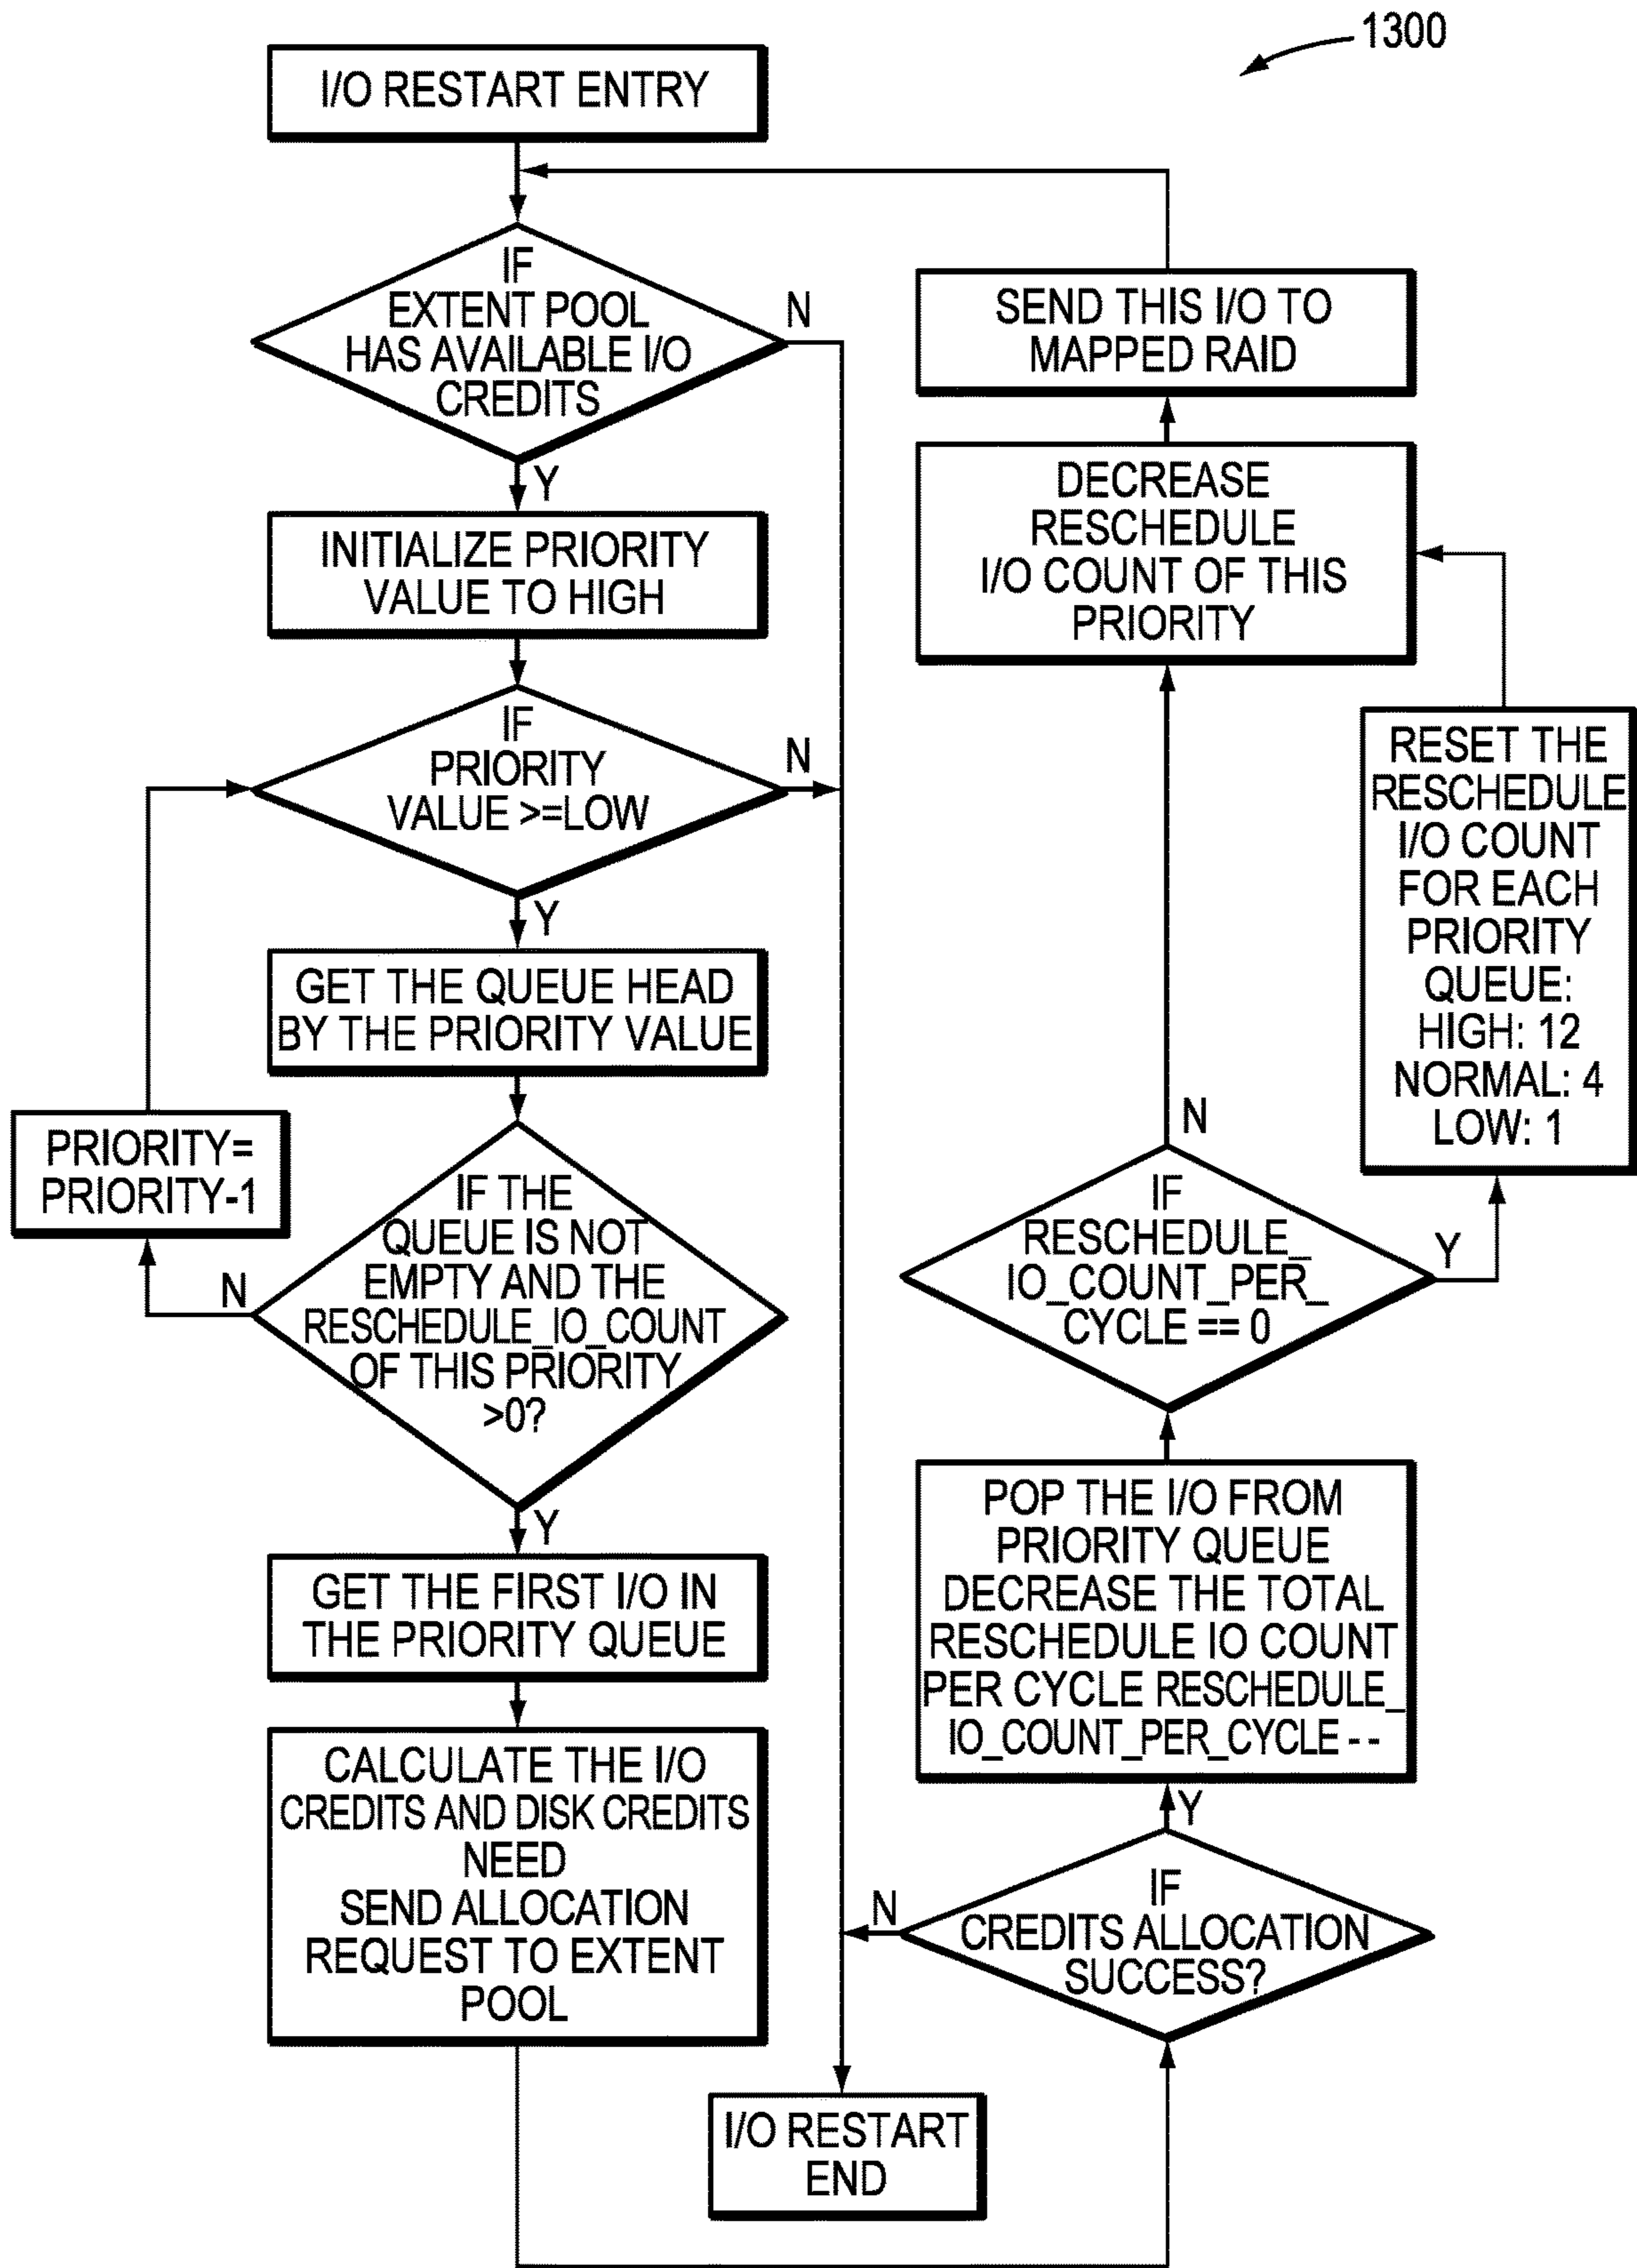 1300
I/O RESTART ENTRY
IF
EXTENT POOL
HAS AVAILABLE I/O
CREDITS
N
Y
INITIALIZE PRIORITY
VALUE TO HIGH
IF
PRIORITY
VALUE >=LOW
N
Y
GET THE QUEUE HEAD
BY THE PRIORITY VALUE
PRIORITY=
PRIORITY-1
IF THE
QUEUE IS NOT
EMPTY AND THE
RESCHEDULE_IO_COUNT
OF THIS PRIORITY
>0?
N
Y
GET THE FIRST I/O IN
THE PRIORITY QUEUE
CALCULATE THE I/O
CREDITS AND DISK CREDITS
NEED
SEND ALLOCATION
REQUEST TO EXTENT
POOL
IF
CREDITS ALLOCATION
SUCCESS?
N
Y
POP THE I/O FROM
PRIORITY QUEUE
DECREASE THE TOTAL
RESCHEDULE IO COUNT
PER CYCLE RESCHEDULE_
IO_COUNT_PER_CYCLE - -
IF
RESCHEDULE_
IO_COUNT_PER_
CYCLE == 0
N
Y
RESET THE
RESCHEDULE
I/O COUNT
FOR EACH
PRIORITY
QUEUE:
HIGH: 12
NORMAL: 4
LOW: 1
DECREASE
RESCHEDULE
I/O COUNT OF THIS
PRIORITY
SEND THIS I/O TO
MAPPED RAID
I/O RESTART
END